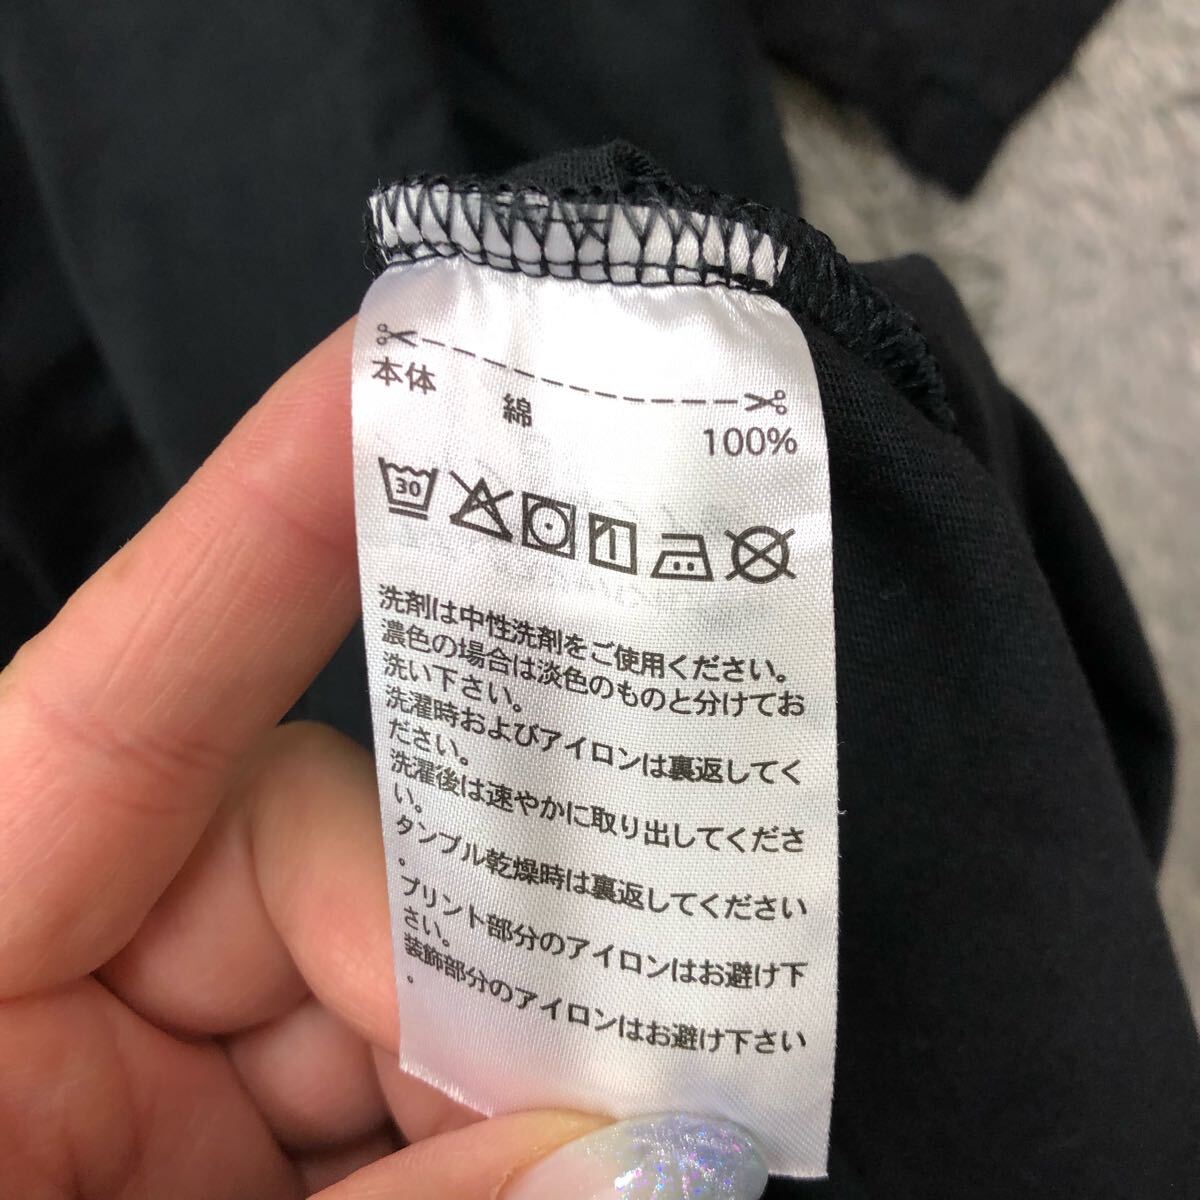 本体 綿 100%
30
洗剤は中性洗剤をご使用ください。
濃色の場合は淡色のものと分けてお
洗い下さい。
洗濯時およびアイロンは裏返してく
ださい。
洗濯後は速やかに取り出してくださ
い。
タンブル乾燥時は裏返してください
。
プリント部分のアイロンはお避け下
さい。
装飾部分のアイロンはお避け下さい
。